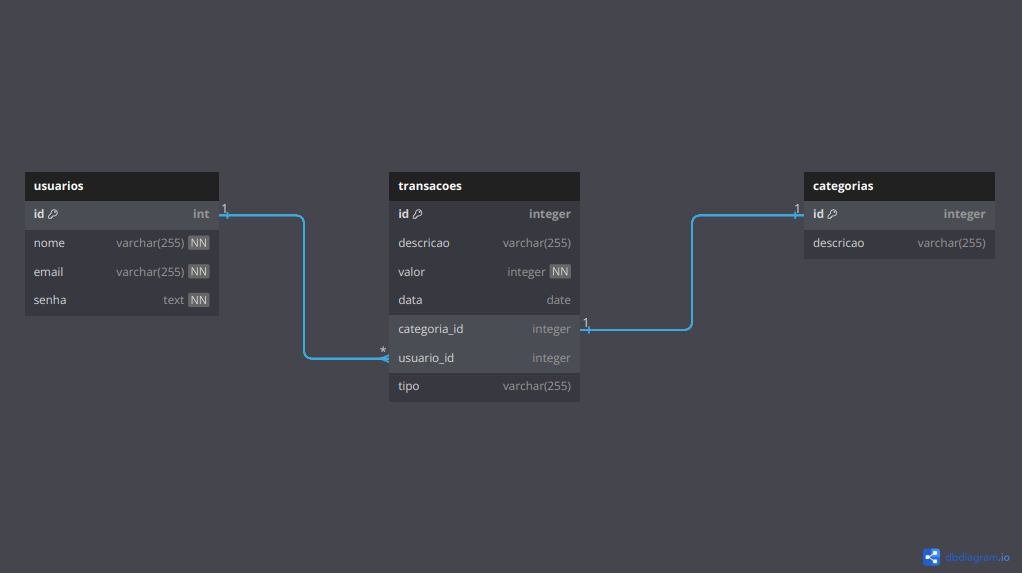 usuarios
id int
nome varchar(255) NN
email varchar(255) NN
senha text NN
1
*
transacoes
id integer
descricao varchar(255)
valor integer NN
data date
categoria_id integer
usuario_id integer
tipo varchar(255)
1
1
categorias
id integer
descricao varchar(255)
dbdiagram.io